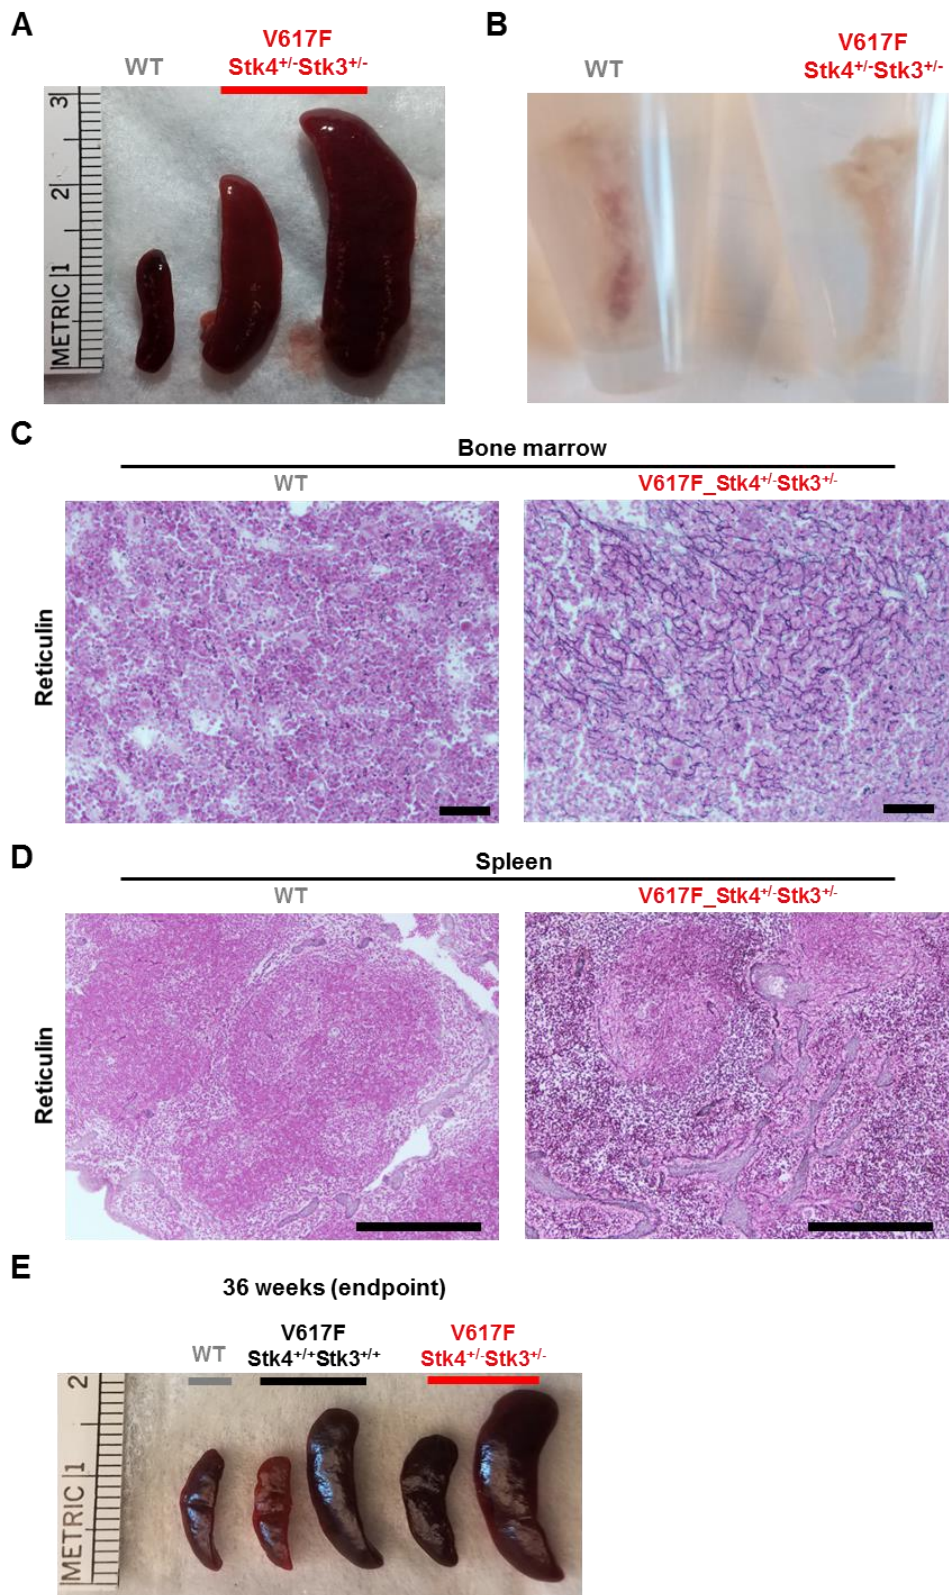 A
WT
V617F
Stk4+/-Stk3+/-
3
2
METRIC 1
B
WT
V617F
Stk4+/-Stk3+/-
C
Bone marrow
WT
V617F_Stk4+/-Stk3+/-
Reticulin
D
Spleen
WT
V617F_Stk4+/-Stk3+/-
Reticulin
E
36 weeks (endpoint)
WT
V617F
Stk4+/+Stk3+/+
V617F
Stk4+/-Stk3+/-
2
METRIC 1